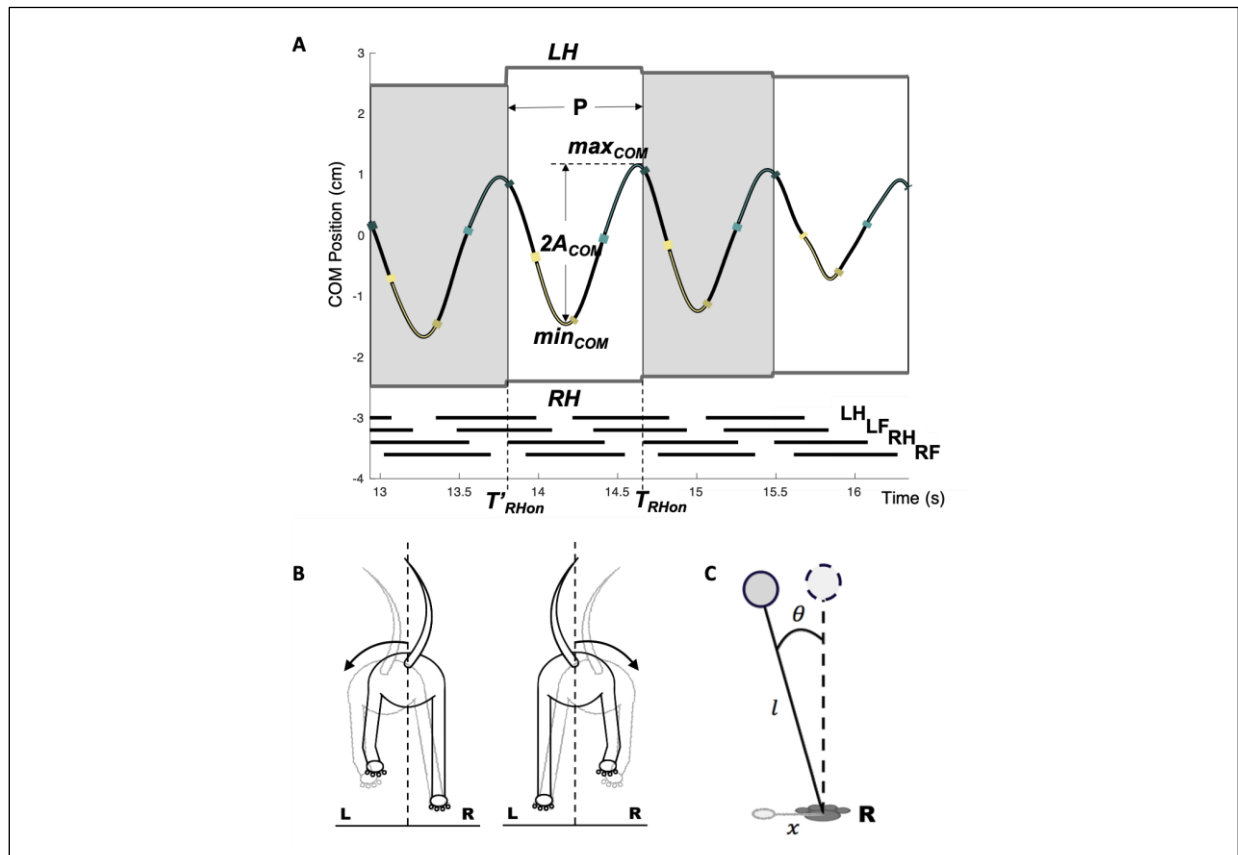 A
3
LH
2
P
max_COM
1
COM Position (cm)
0
2A_COM
-1
min_COM
-2
RH
-3
LH
LF
RH
RF
-4
13 13.5 14 14.5 15 15.5 16 Time (s)
T'_RHon T_RHon
B C
θ
l
L R L R
x R